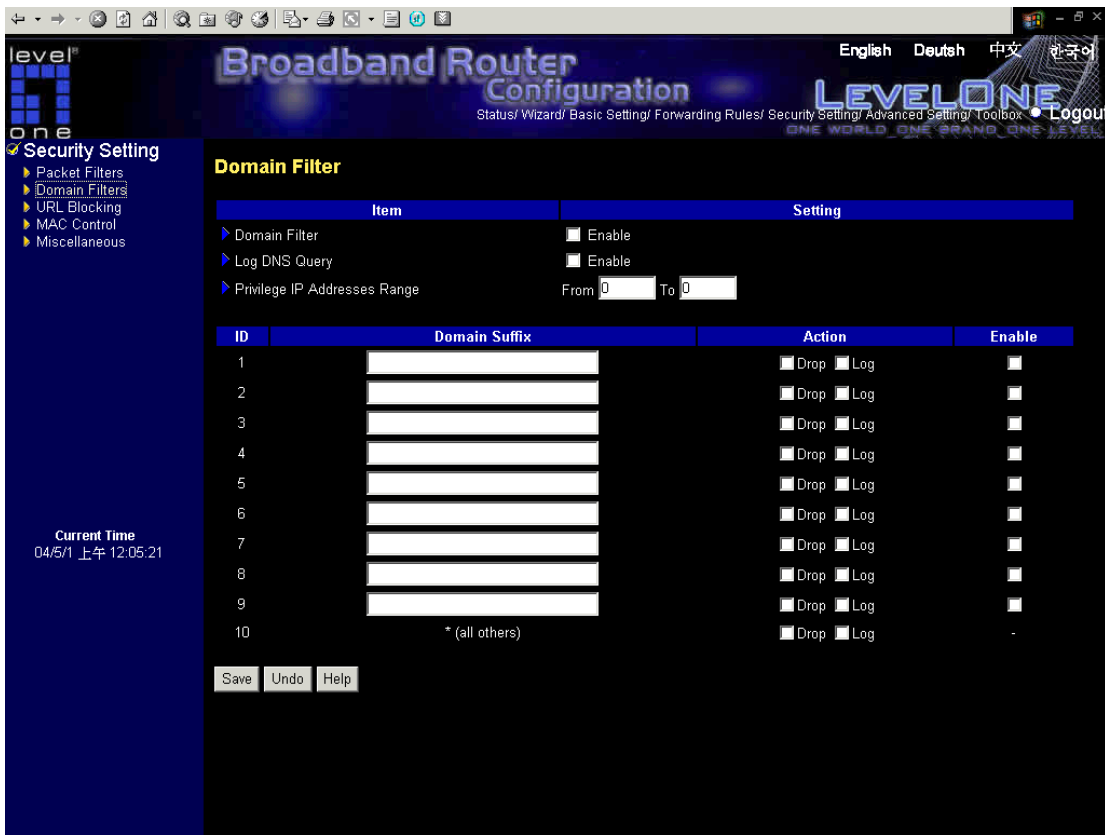 level®
one
Broadband Router
Configuration
English Deutsh 中文 한국어
LEVELONE
Status/ Wizard/ Basic Setting/ Forwarding Rules/ Security Setting/ Advanced Setting/ Toolbox Logou
ONE WORLD_ONE BRAND_ONE LEVEL
Security Setting
Packet Filters
Domain Filters
URL Blocking
MAC Control
Miscellaneous
Current Time
04/5/1 上午 12:05:21
Domain Filter
Item Setting
Domain Filter Enable
Log DNS Query Enable
Privilege IP Addresses Range From 0 To 0
ID Domain Suffix Action Enable
1 Drop Log
2 Drop Log
3 Drop Log
4 Drop Log
5 Drop Log
6 Drop Log
7 Drop Log
8 Drop Log
9 Drop Log
10 * (all others) Drop Log -
Save Undo Help